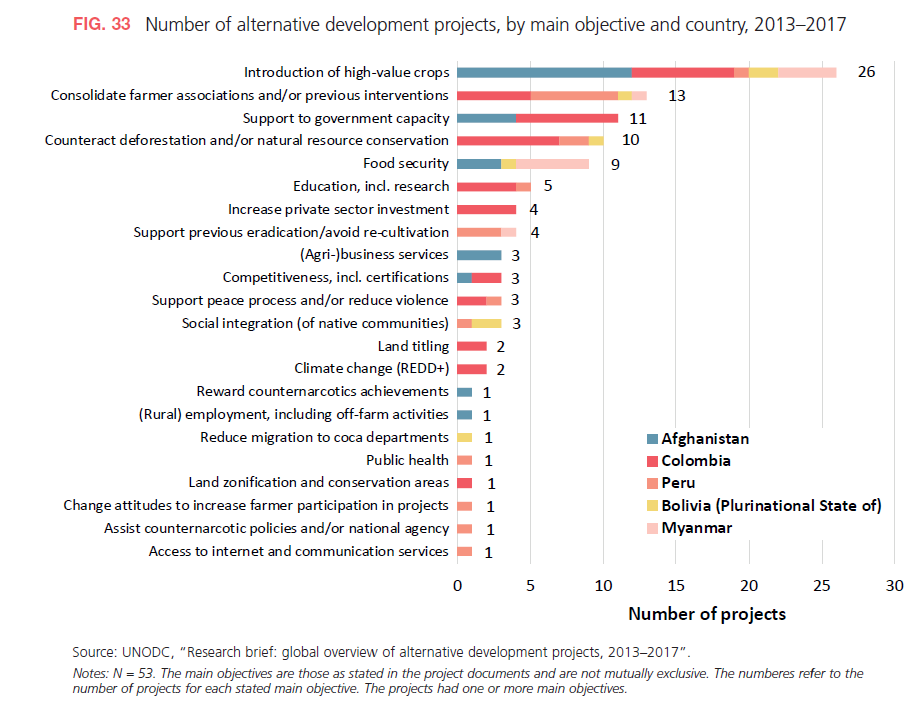 FIG. 33 Number of alternative development projects, by main objective and country, 2013–2017
Introduction of high-value crops 26
Consolidate farmer associations and/or previous interventions 13
Support to government capacity 11
Counteract deforestation and/or natural resource conservation 10
Food security 9
Education, incl. research 5
Increase private sector investment 4
Support previous eradication/avoid re-cultivation 4
(Agri-)business services 3
Competitiveness, incl. certifications 3
Support peace process and/or reduce violence 3
Social integration (of native communities) 3
Land titling 2
Climate change (REDD+) 2
Reward counternarcotics achievements 1
(Rural) employment, including off-farm activities 1
Reduce migration to coca departments 1
Public health 1
Land zonification and conservation areas 1
Change attitudes to increase farmer participation in projects 1
Assist counternarcotic policies and/or national agency 1
Access to internet and communication services 1
Afghanistan
Colombia
Peru
Bolivia (Plurinational State of)
Myanmar
0 5 10 15 20 25 30
Number of projects
Source: UNODC, “Research brief: global overview of alternative development projects, 2013–2017”.
Notes: N = 53. The main objectives are those as stated in the project documents and are not mutually exclusive. The numberes refer to the
number of projects for each stated main objective. The projects had one or more main objectives.